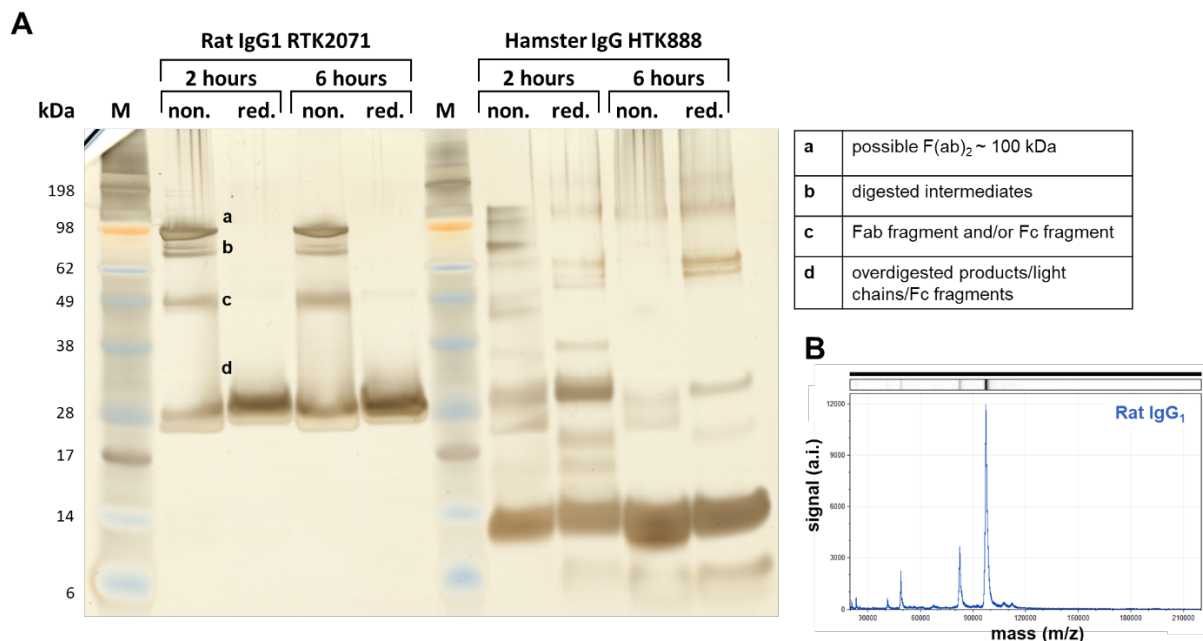 A
Rat IgG1 RTK2071
Hamster IgG HTK888
2 hours
6 hours
2 hours
6 hours
kDa
M
non.
red.
non.
red.
M
non.
red.
non.
red.
198
98
62
49
38
28
17
14
6
a
b
c
d
a possible F(ab)₂ ~ 100 kDa
b digested intermediates
c Fab fragment and/or Fc fragment
d overdigested products/light
chains/Fc fragments
B
Rat IgG₁
signal (a.i.)
12000
9000
6000
3000
0
30000
60000
90000
120000
150000
180000
210000
mass (m/z)